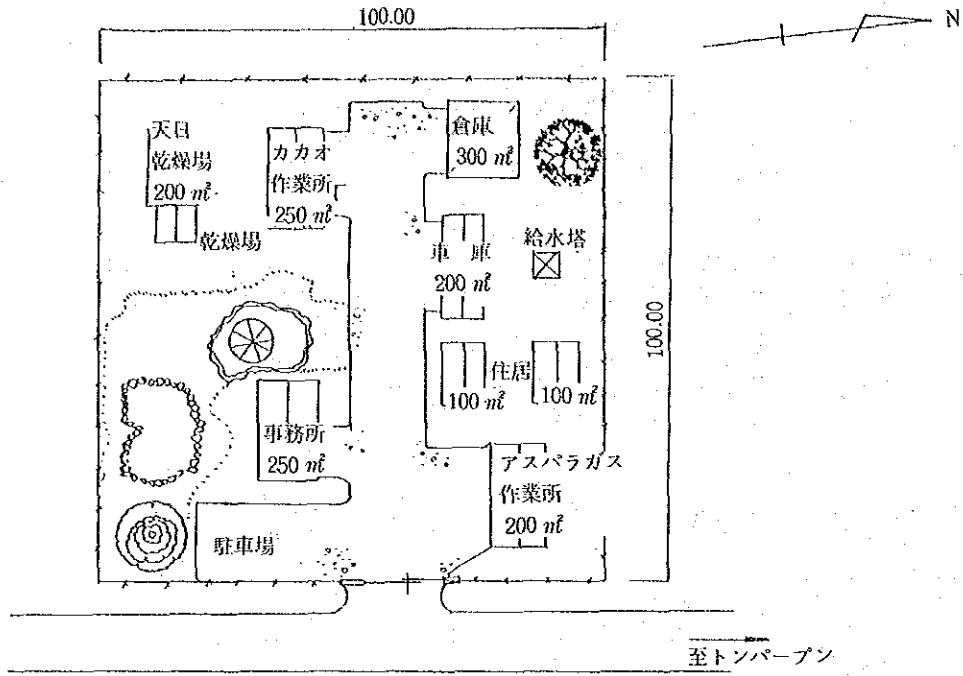 100.00
N
天日
乾燥場
200 ㎡
乾燥場
カカオ
作業所
250 ㎡
倉庫
300 ㎡
車庫
200 ㎡
給水塔
100.00
住居
100 ㎡
100 ㎡
事務所
250 ㎡
アスパラガス
作業所
200 ㎡
駐車場
至トンパープン